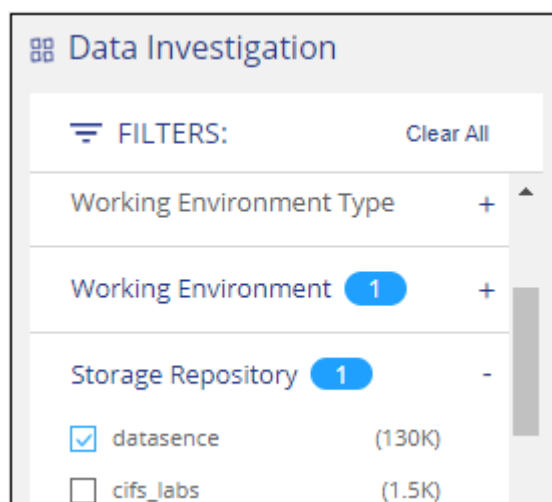 Data Investigation
FILTERS: Clear All
Working Environment Type +
Working Environment 1 +
Storage Repository 1 -
datasence (130K)
cifs_labs (1.5K)